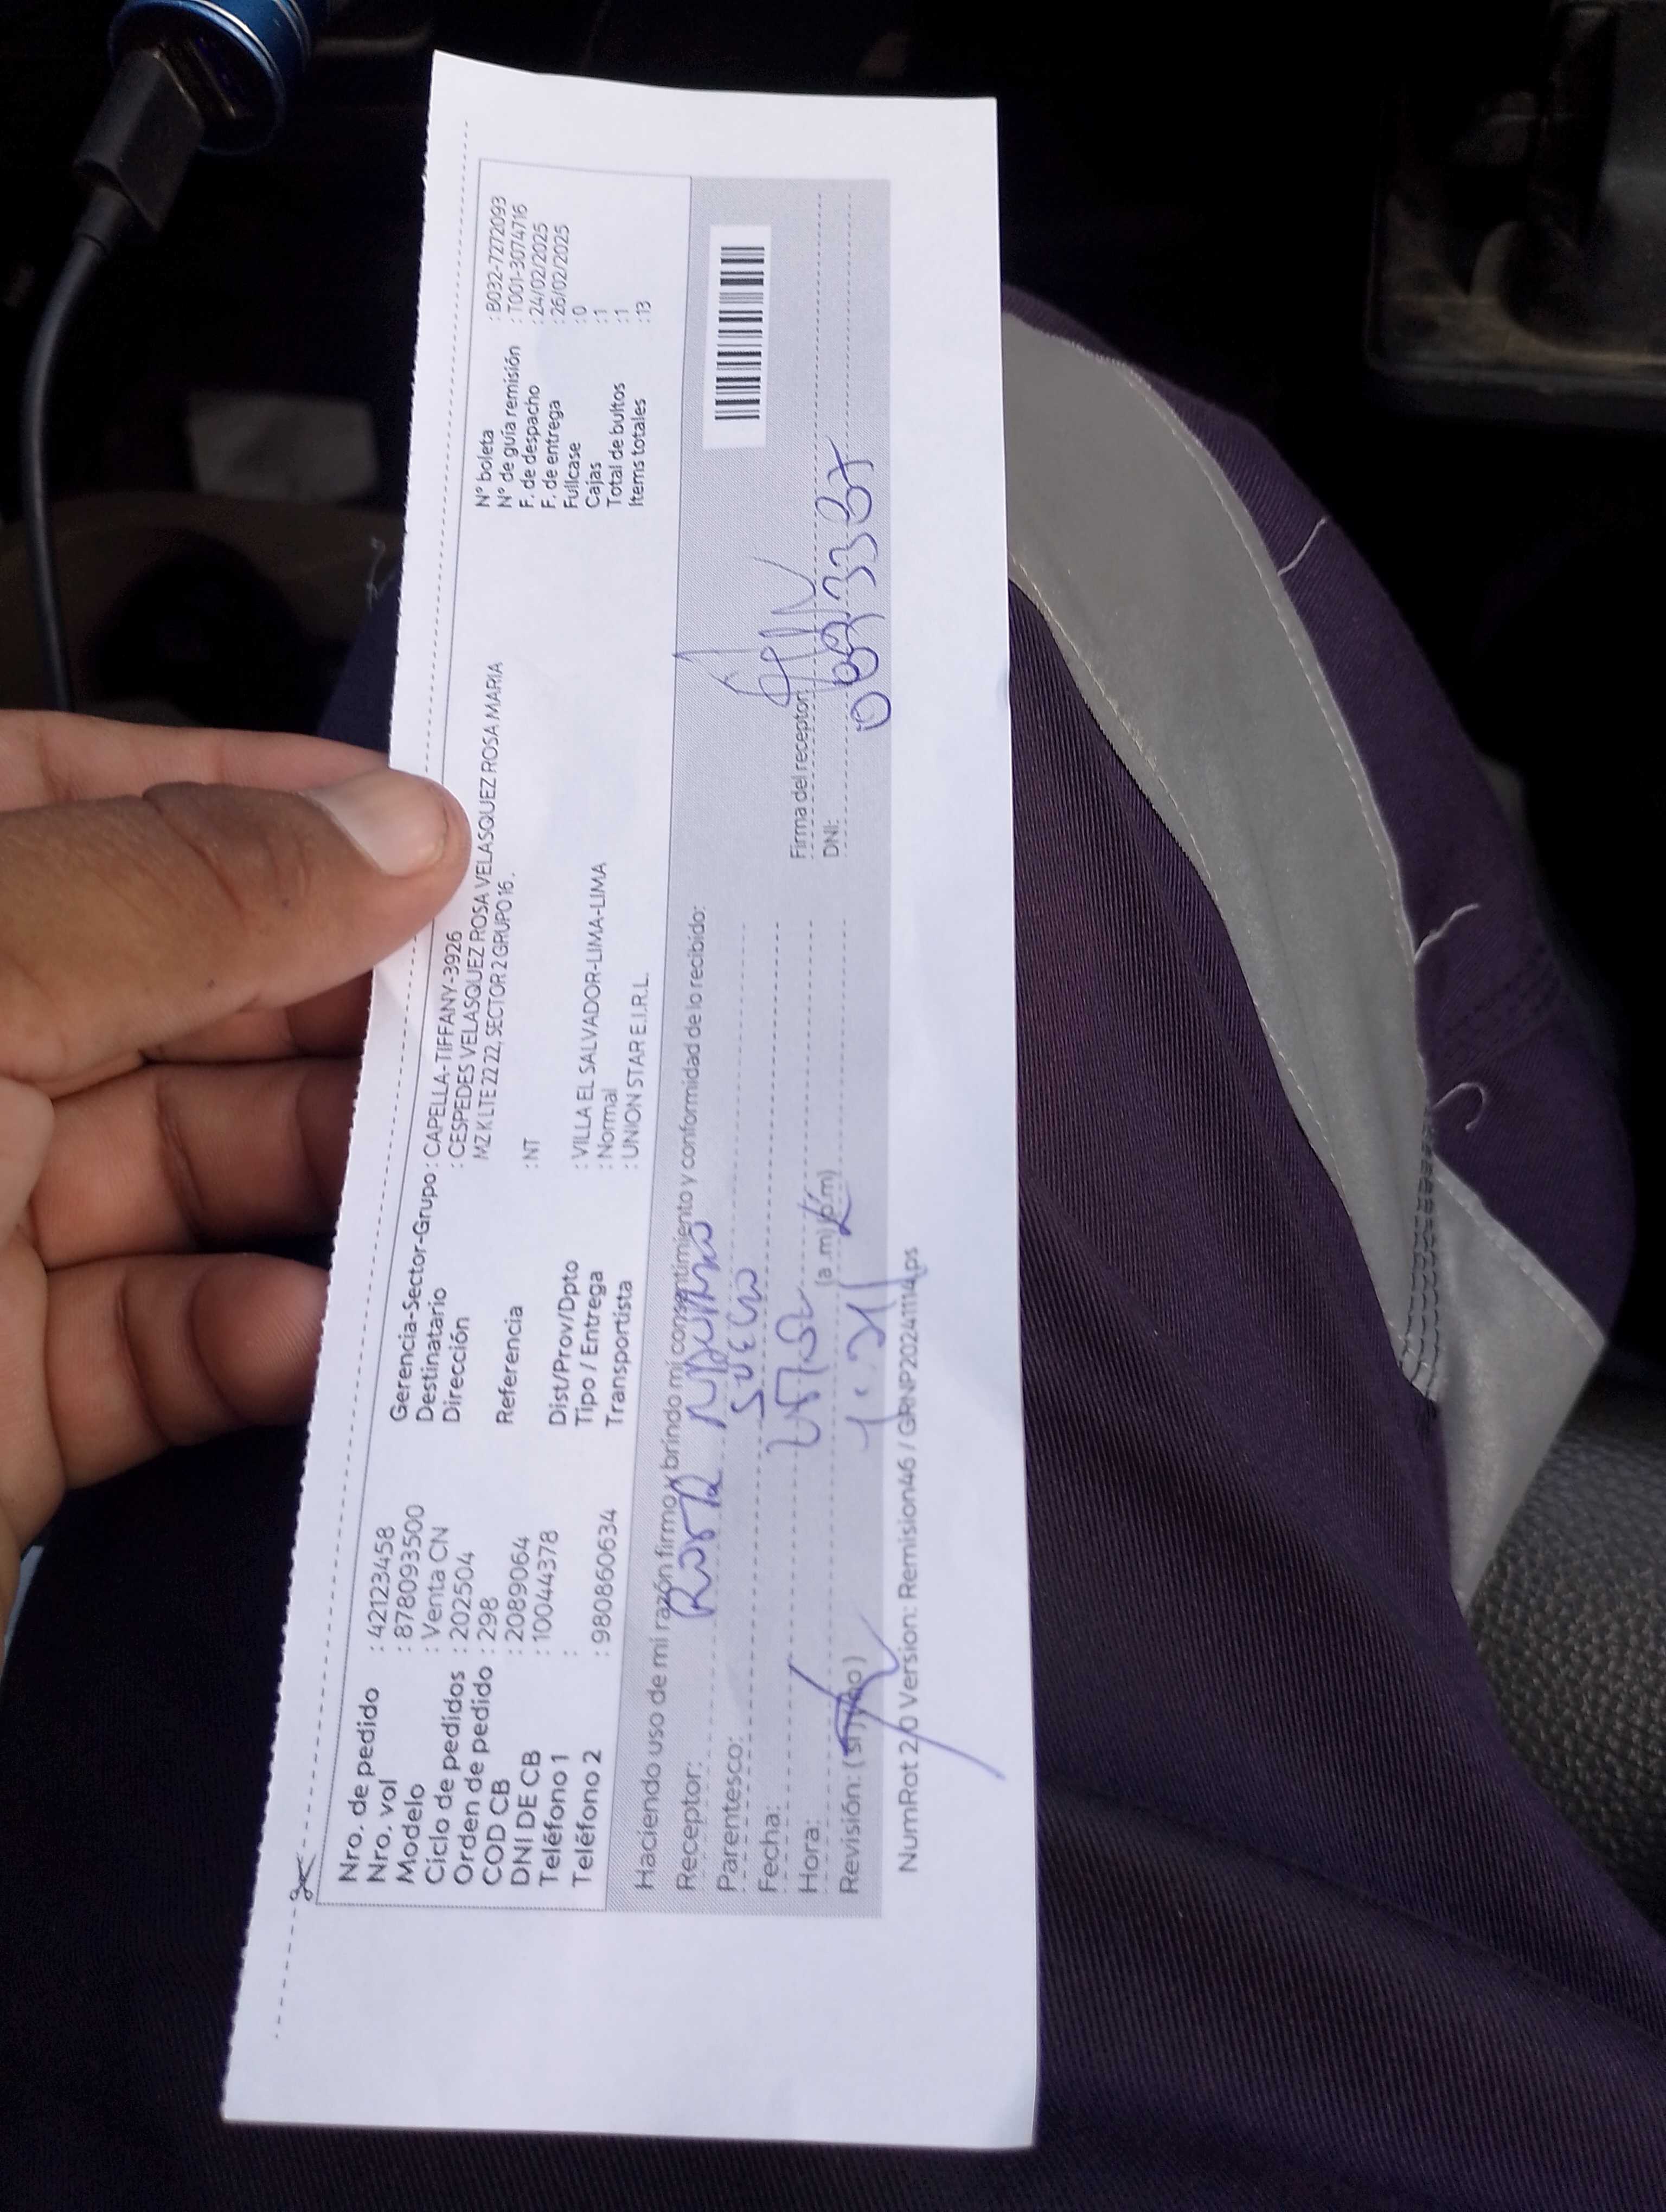 Nro. de pedido : 421123458
Nro. vol : 8780935000
Modelo : Venta CN
Ciclo de pedidos : 202504
Orden de pedido : 298
COD CB : 20889064
DNI DE CB : 10044378
Teléfono 1 :
Teléfono 2 : 980860634
Gerencia-Sector-Grupo : CAPELLA-TIFFANY-3926
Destinatario : CESPEDES VELASQUEZ ROSA VELASQUEZ ROSA MARIA
Dirección MZ K LTE 22 22, SECTOR 2 GRUPO 16 .
Referencia : NT
Dist/Prov/Dpto : VILLA EL SALVADOR-LIMA-LIMA
Tipo / Entrega : Normal
Transportista : UNION STAR E.I.R.L.
N° boleta : B032-7272093
N° de guía remisión : T001-3074716
F. de despacho : 24/02/2025
F. de entrega : 26/02/2025
Fullcase : 0
Cajas : 1
Total de bultos : 1
Items totales : 13
Haciendo uso de mi razón firmo y brindo mi consentimiento y conformidad de lo recibido:
Receptor:
Parentesco: Suegro
Fecha:
Hora: (a.m) (p.m)
Revisión: ( si ) ( no )
Firma del receptor:
DNI:
NumRot 2.0 Version: Remision46 / GRNP20241114.ps